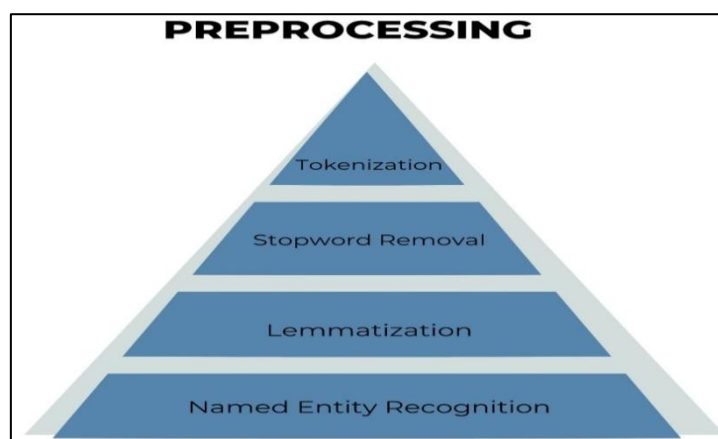 PREPROCESSING
Tokenization
Stopword Removal
Lemmatization
Named Entity Recognition